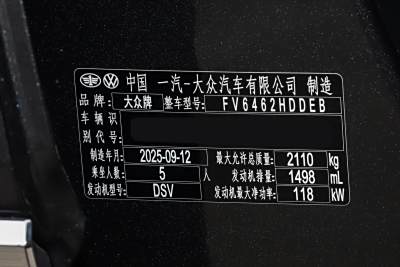 中国 一汽-大众汽车有限公司 制造
品牌: 大众牌 整车型号: FV6462HDDEB
车辆识
别代号:
制造年月: 2025-09-12 最大允许总质量: 2110 kg
乘坐人数: 5 人 发动机排量: 1498 mL
发动机型号: DSV 发动机最大净功率: 118 kW